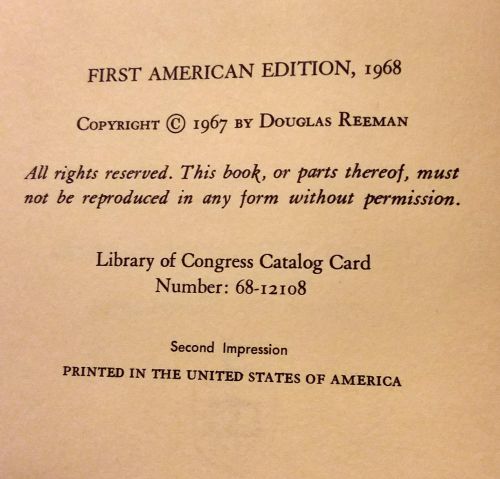 FIRST AMERICAN EDITION, 1968
COPYRIGHT © 1967 BY DOUGLAS REEMAN
All rights reserved. This book, or parts thereof, must
not be reproduced in any form without permission.
Library of Congress Catalog Card
Number: 68-12108
Second Impression
PRINTED IN THE UNITED STATES OF AMERICA